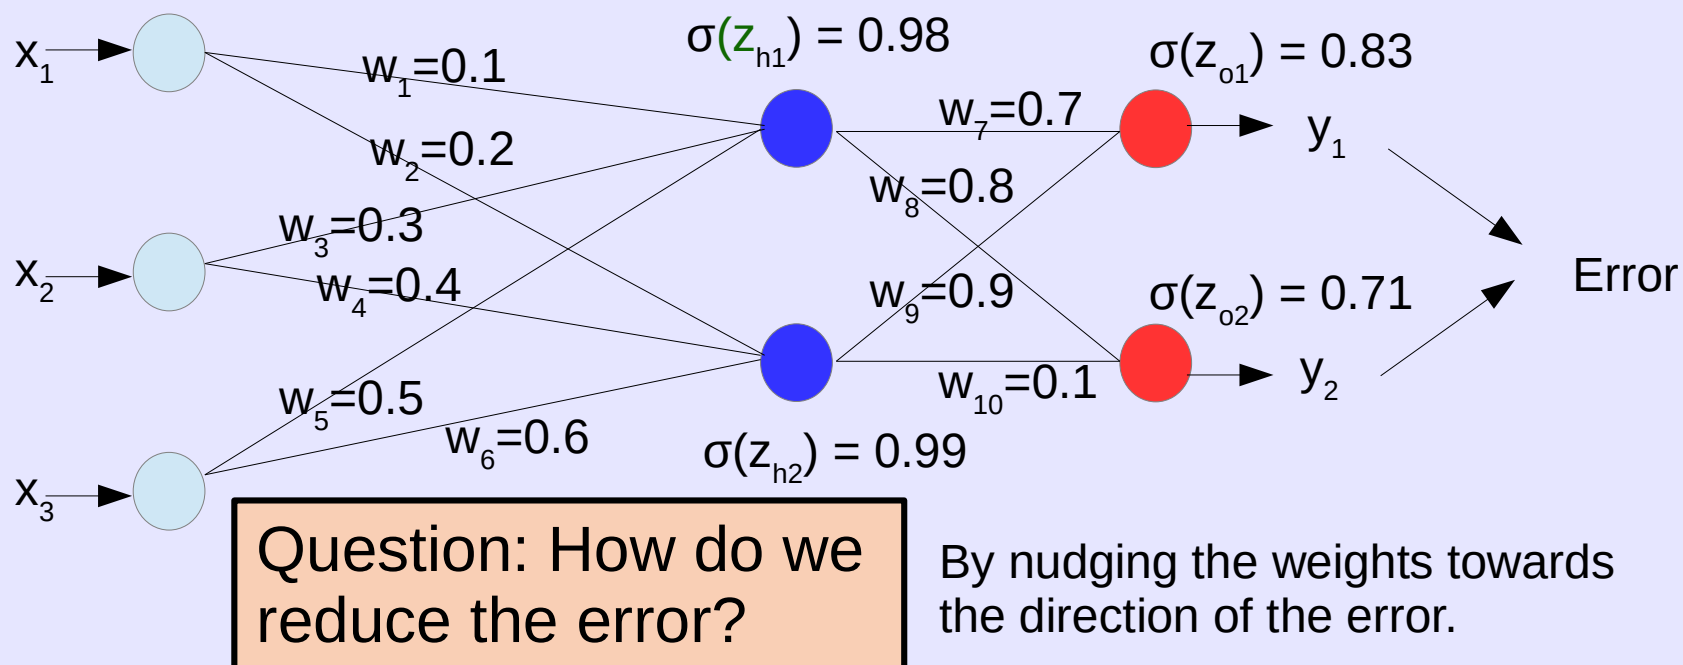 x1
w1=0.1
σ(zh1) = 0.98
σ(zo1) = 0.83
w7=0.7
y1
w2=0.2
w8=0.8
w3=0.3
x2
w4=0.4
w9=0.9
σ(zo2) = 0.71
Error
y2
w10=0.1
w5=0.5
w6=0.6
σ(zh2) = 0.99
x3
Question: How do we
reduce the error?
By nudging the weights towards
the direction of the error.